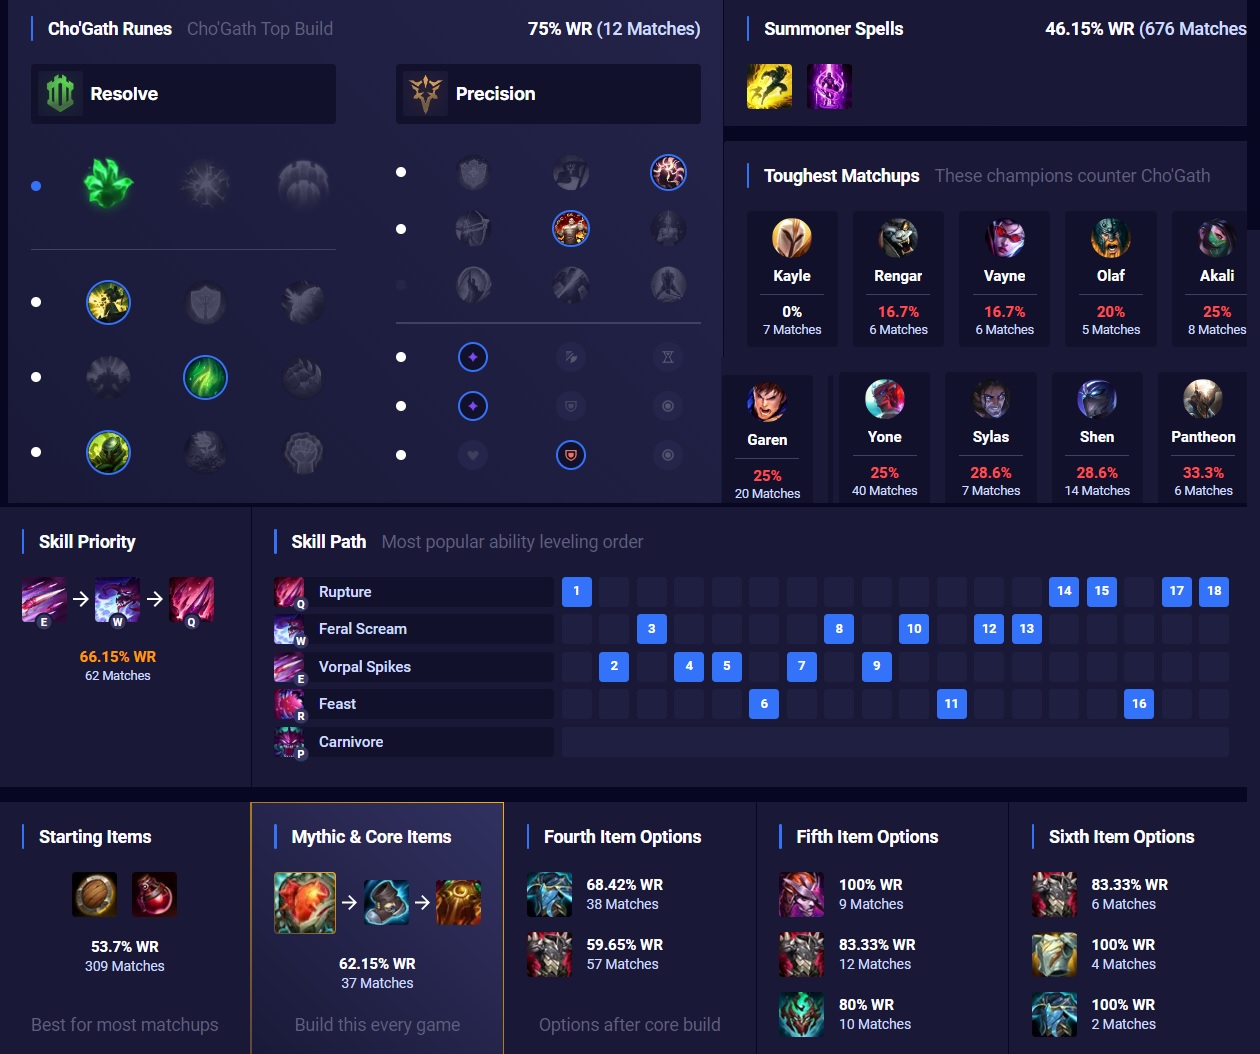 Cho'Gath Runes Cho'Gath Top Build 75% WR (12 Matches)
Resolve Precision
Summoner Spells 46.15% WR (676 Matches
Toughest Matchups These champions counter Cho'Gath
Kayle Rengar Vayne Olaf Akali
0% 16.7% 16.7% 20% 25%
7 Matches 6 Matches 6 Matches 5 Matches 8 Matches
Garen Yone Sylas Shen Pantheon
25% 25% 28.6% 28.6% 33.3%
20 Matches 40 Matches 7 Matches 14 Matches 6 Matches
Skill Priority
E W Q
66.15% WR
62 Matches
Skill Path Most popular ability leveling order
Q Rupture 1 14 15 17 18
W Feral Scream 3 8 10 12 13
E Vorpal Spikes 2 4 5 7 9
R Feast 6 11 16
P Carnivore
Starting Items
53.7% WR
309 Matches
Best for most matchups
Mythic & Core Items
62.15% WR
37 Matches
Build this every game
Fourth Item Options
68.42% WR
38 Matches
59.65% WR
57 Matches
Options after core build
Fifth Item Options
100% WR
9 Matches
83.33% WR
12 Matches
80% WR
10 Matches
Sixth Item Options
83.33% WR
6 Matches
100% WR
4 Matches
100% WR
2 Matches